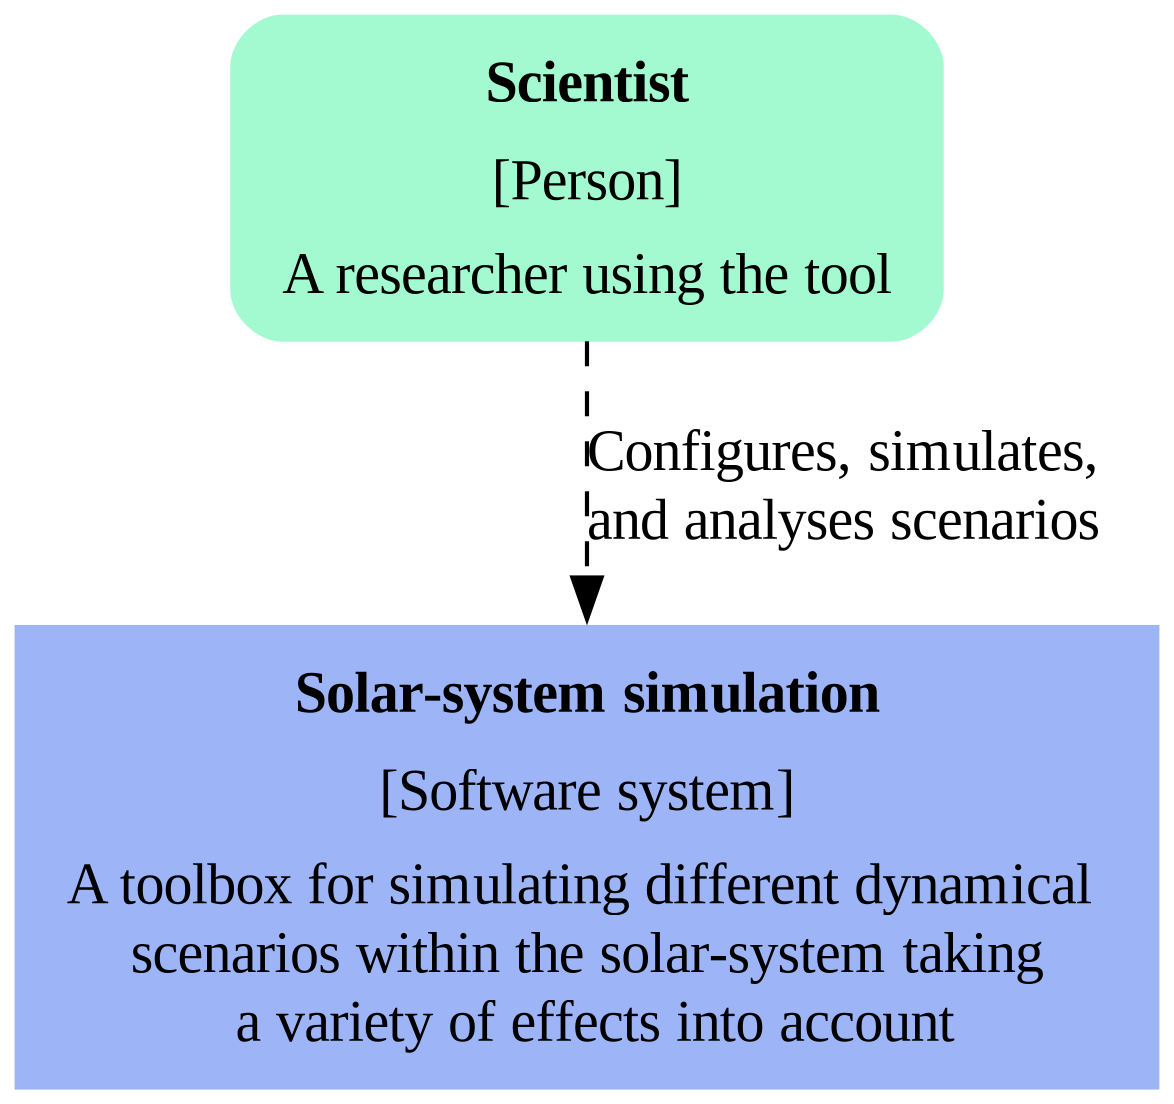 Scientist
[Person]
A researcher using the tool
Configures, simulates,
and analyses scenarios
Solar-system simulation
[Software system]
A toolbox for simulating different dynamical
scenarios within the solar-system taking
a variety of effects into account